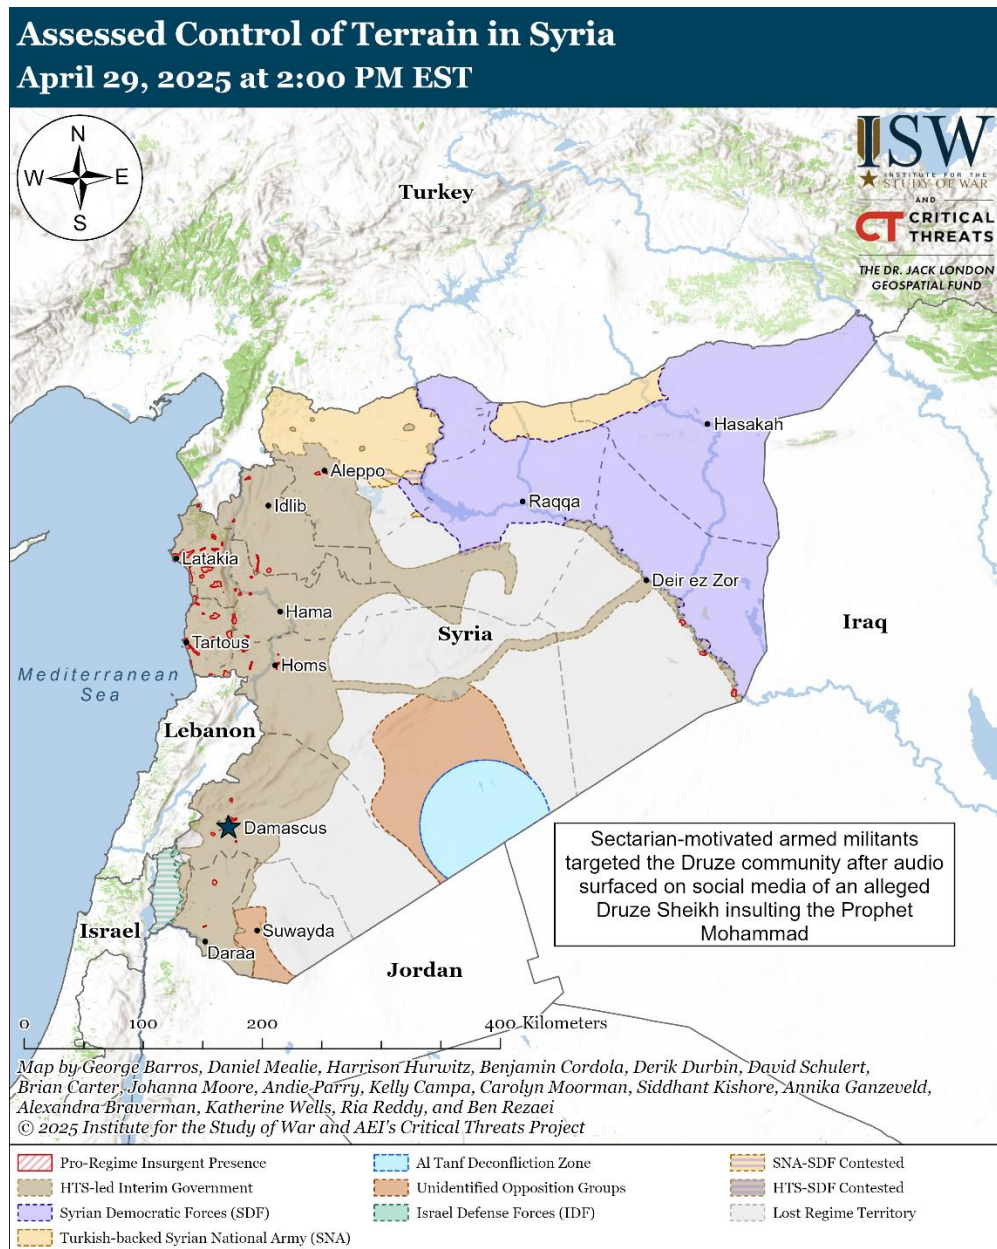 Assessed Control of Terrain in Syria
April 29, 2025 at 2:00 PM EST
N
W
E
S
ISW
INSTITUTE FOR THE
STUDY OF WAR
AND
CT CRITICAL
THREATS
THE DR. JACK LONDON
GEOSPATIAL FUND
Turkey
Hasakah
Aleppo
Idlib
Raqqa
Latakia
Deir ez Zor
Hama
Iraq
Syria
Tartous
Homs
Mediterranean
Sea
Lebanon
Damascus
Sectarian-motivated armed militants
targeted the Druze community after audio
surfaced on social media of an alleged
Druze Sheikh insulting the Prophet
Mohammad
Israel
Suwayda
Daraa
Jordan
0 100 200 400 Kilometers
Map by George Barros, Daniel Mealie, Harrison Hurwitz, Benjamin Cordola, Derik Durbin, David Schulert,
Brian Carter, Johanna Moore, Andie Parry, Kelly Campa, Carolyn Moorman, Siddhant Kishore, Annika Ganzeveld,
Alexandra Braverman, Katherine Wells, Ria Reddy, and Ben Rezaei
© 2025 Institute for the Study of War and AEI's Critical Threats Project
Pro-Regime Insurgent Presence
HTS-led Interim Government
Syrian Democratic Forces (SDF)
Turkish-backed Syrian National Army (SNA)
Al Tanf Deconfliction Zone
Unidentified Opposition Groups
Israel Defense Forces (IDF)
SNA-SDF Contested
HTS-SDF Contested
Lost Regime Territory